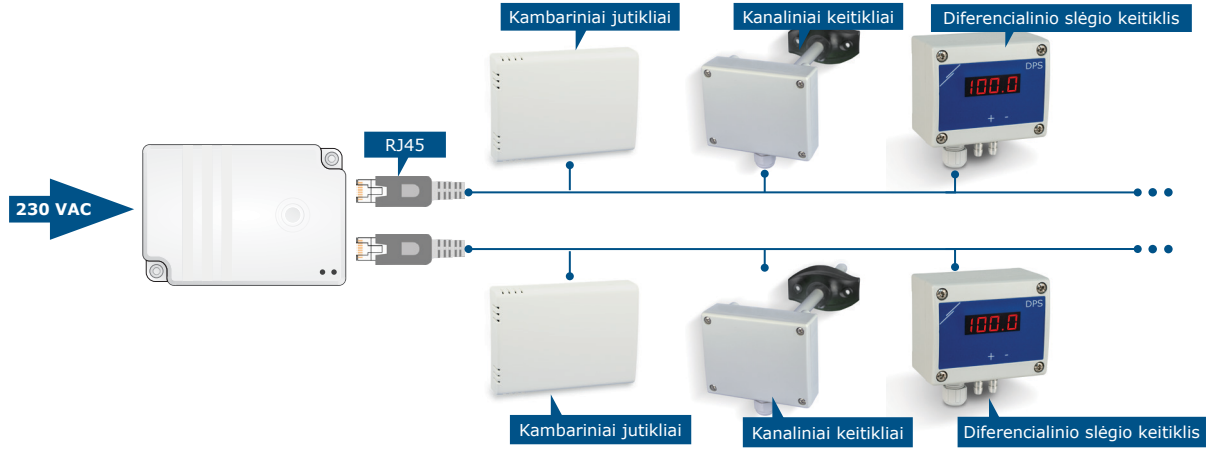 Kambariniai jutikliai
Kanaliniai keitikliai
Diferencialinio slėgio keitiklis
DPS
100.0
+ -
RJ45
230 VAC
DPS
100.0
+ -
Kambariniai jutikliai
Kanaliniai keitikliai
Diferencialinio slėgio keitiklis